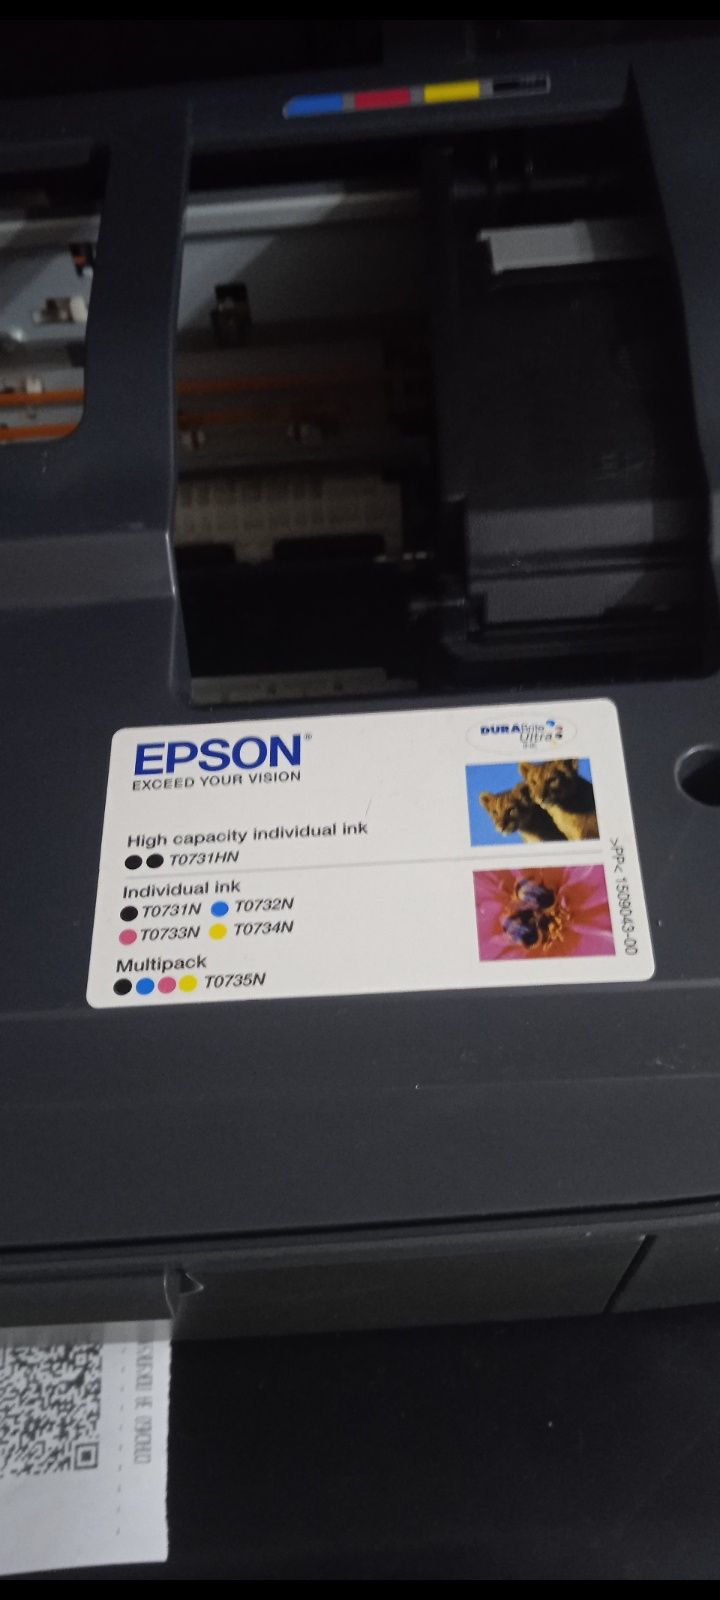 EPSON®
EXCEED YOUR VISION
DURABrite
Ultra
INK
High capacity individual ink
T0731HN
Individual ink
T0731N T0732N
T0733N T0734N
Multipack
T0735N
>PP< 1509043-00